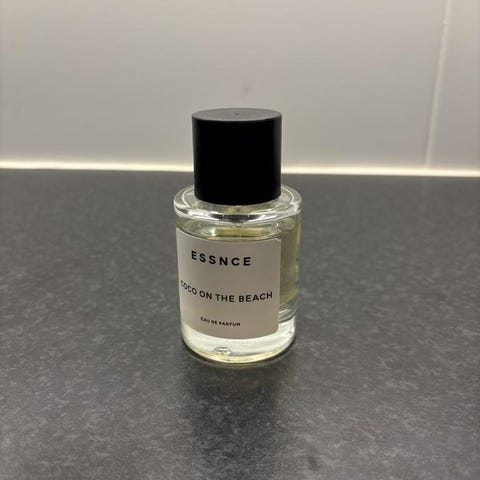 ESSNCE
COCO ON THE BEACH
EAU DE PARFUM